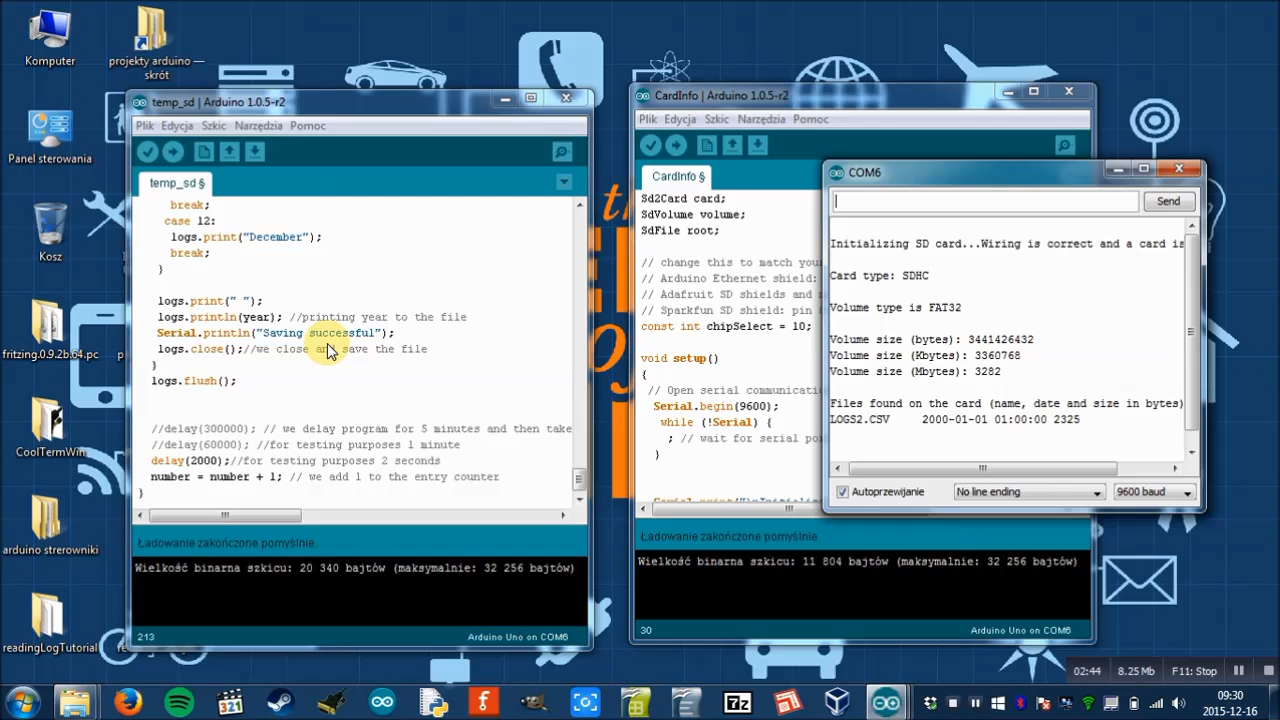 Komputer
projekty arduino —
skrót
Panel sterowania
Kosz
fritzing.0.9.2b.64.pc
p
CoolTermWin
arduino strerowniki
readingLogTutorial
temp_sd | Arduino 1.0.5-r2
Plik Edycja Szkic Narzędzia Pomoc
temp_sd §
break;
case 12:
logs.print("December");
break;
}
logs.print(" ");
logs.println(year); //printing year to the file
Serial.println("Saving successful");
logs.close();//we close and save the file
}
logs.flush();
//delay(300000); // we delay program for 5 minutes and then take
//delay(60000); //for testing purposes 1 minute
delay(2000);//for testing purposes 2 seconds
number = number + 1; // we add 1 to the entry counter
}
Ładowanie zakończone pomyślnie.
Wielkość binarna szkicu: 20 340 bajtów (maksymalnie: 32 256 bajtów)
213
Arduino Uno on COM6
CardInfo | Arduino 1.0.5-r2
Plik Edycja Szkic Narzędzia Pomoc
CardInfo §
Sd2Card card;
SdVolume volume;
SdFile root;
// change this to match your
// Arduino Ethernet shield:
// Adafruit SD shields and
// Sparkfun SD shield: pin
const int chipSelect = 10;
void setup()
{
// Open serial communication
Serial.begin(9600);
while (!Serial) {
; // wait for serial por
}
Serial.print("\nInitializ
Ładowanie zakończone pomyślnie
Wielkość binarna szkicu: 11 804 bajtów (maksymalnie: 32 256 bajtów)
30
Arduino Uno on COM6
COM6
Send
Initializing SD card...Wiring is correct and a card is
Card type: SDHC
Volume type is FAT32
Volume size (bytes): 3441426432
Volume size (Kbytes): 3360768
Volume size (Mbytes): 3282
Files found on the card (name, date and size in bytes)
LOGS2.CSV 2000-01-01 01:00:00 2325
Autoprzewijanie
No line ending
9600 baud
02:44 8.25 Mb F11: Stop
321
7z
09:30
2015-12-16